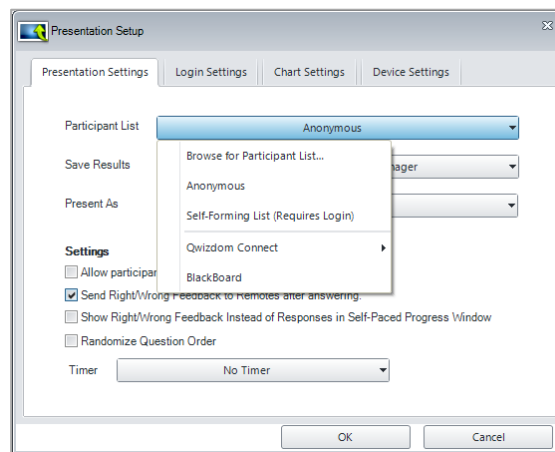 Presentation Setup
Presentation Settings
Login Settings
Chart Settings
Device Settings
Participant List
Anonymous
Browse for Participant List...
Save Results
Anonymous
Self-Forming List (Requires Login)
Present As
Qwizdom Connect
BlackBoard
Settings
Allow
Send Right/Wrong Feedback to Remotes after answering.
Show Right/Wrong Feedback Instead of Responses in Self-Paced Progress Window
Randomize Question Order
Timer
No Timer
OK
Cancel